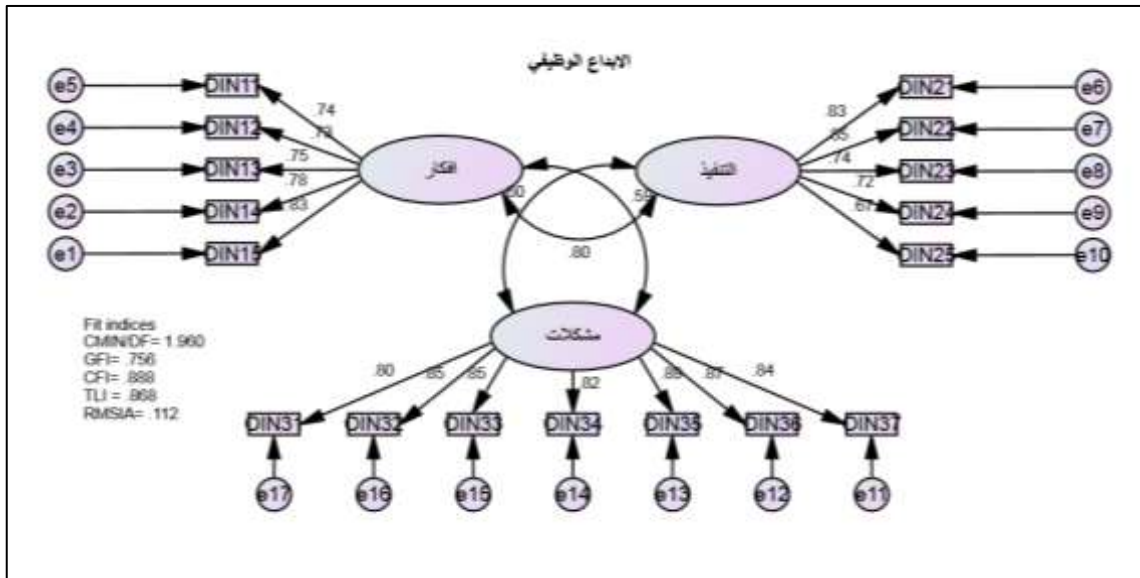 الابداع الوظيفي
e5 DIN11 .74
e4 DIN12 .73
e3 DIN13 .75
e2 DIN14 .78
e1 DIN15 .83
افكار
التنفيذ
.83 DIN21 e6
.85 DIN22 e7
.74 DIN23 e8
.72 DIN24 e9
.67 DIN25 e10
.80
مشكلات
Fit indices
CMIN/DF= 1.960
GFI= .756
CFI= .888
TLI = .868
RMSIA= .112
.80 .85 .85 .82 .87 .84
DIN31 DIN32 DIN33 DIN34 DIN35 DIN36 DIN37
e17 e16 e15 e14 e13 e12 e11